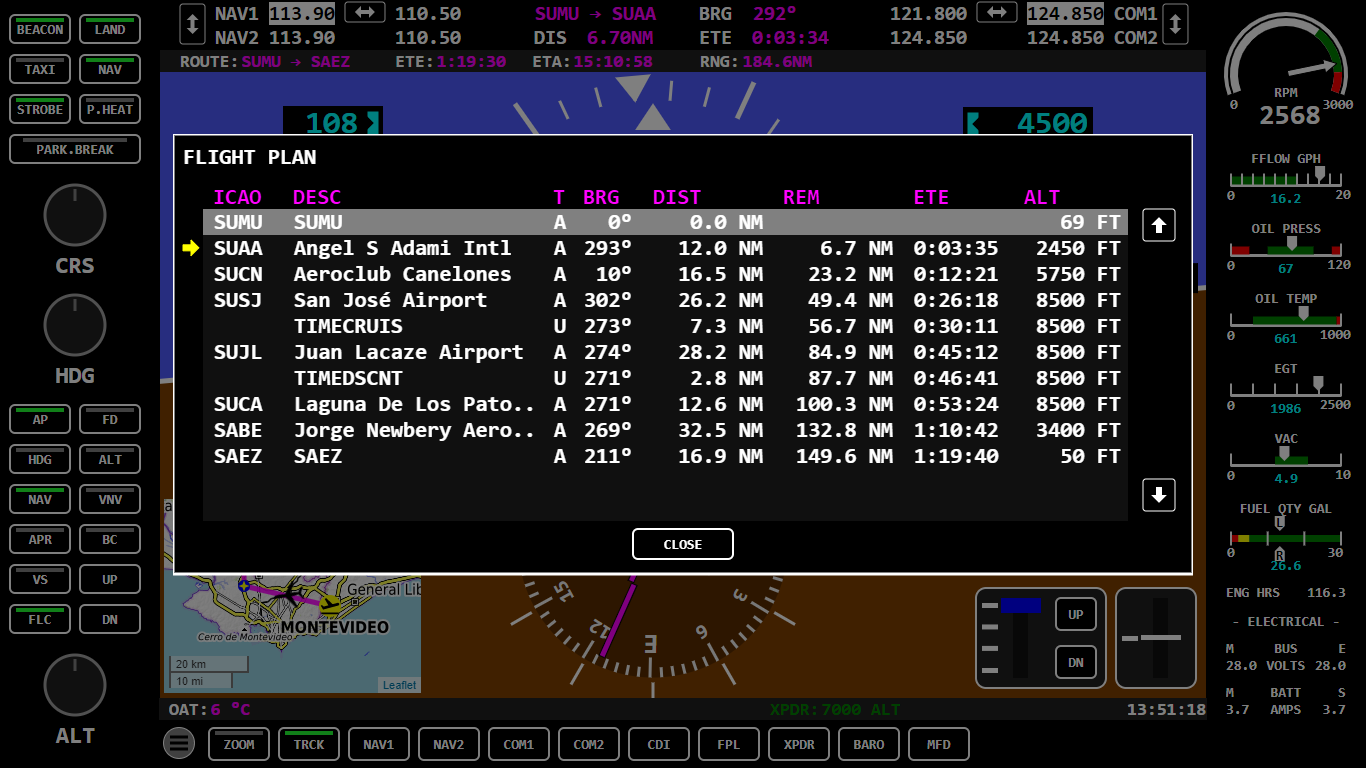 BEACON LAND
TAXI NAV
STROBE P.HEAT
PARK.BREAK
CRS
HDG
AP FD
HDG ALT
NAV VNV
APR BC
VS UP
FLC DN
ALT
NAV1 113.90 110.50 SUMU → SUAA BRG 292° 121.800 124.850 COM1
NAV2 113.90 110.50 DIS 6.70NM ETE 0:03:34 124.850 124.850 COM2
ROUTE:SUMU → SAEZ ETE:1:19:30 ETA:15:10:58 RNG:184.6NM
108 4500
FLIGHT PLAN
ICAO DESC T BRG DIST REM ETE ALT
SUMU SUMU A 0° 0.0 NM 69 FT
SUAA Angel S Adami Intl A 293° 12.0 NM 6.7 NM 0:03:35 2450 FT
SUCN Aeroclub Canelones A 10° 16.5 NM 23.2 NM 0:12:21 5750 FT
SUSJ San José Airport A 302° 26.2 NM 49.4 NM 0:26:18 8500 FT
TIMECRUIS U 273° 7.3 NM 56.7 NM 0:30:11 8500 FT
SUJL Juan Lacaze Airport A 274° 28.2 NM 84.9 NM 0:45:12 8500 FT
TIMEDSCNT U 271° 2.8 NM 87.7 NM 0:46:41 8500 FT
SUCA Laguna De Los Pato.. A 271° 12.6 NM 100.3 NM 0:53:24 8500 FT
SABE Jorge Newbery Aero.. A 269° 32.5 NM 132.8 NM 1:10:42 3400 FT
SAEZ SAEZ A 211° 16.9 NM 149.6 NM 1:19:40 50 FT
CLOSE
General Lib
MONTEVIDEO
Cerro de Montevideo
20 km
10 mi
Leaflet
15 12 E 6 3
UP
DN
OAT:6 °C XPDR:7000 ALT 13:51:18
ZOOM TRCK NAV1 NAV2 COM1 COM2 CDI FPL XPDR BARO MFD
RPM
0 3000
2568
FFLOW GPH
0 16.2 20
OIL PRESS
0 67 120
OIL TEMP
0 661 1000
EGT
0 1986 2500
VAC
0 4.9 10
FUEL QTY GAL
L
0 R 30
26.6
ENG HRS 116.3
- ELECTRICAL -
M BUS E
28.0 VOLTS 28.0
M BATT S
3.7 AMPS 3.7